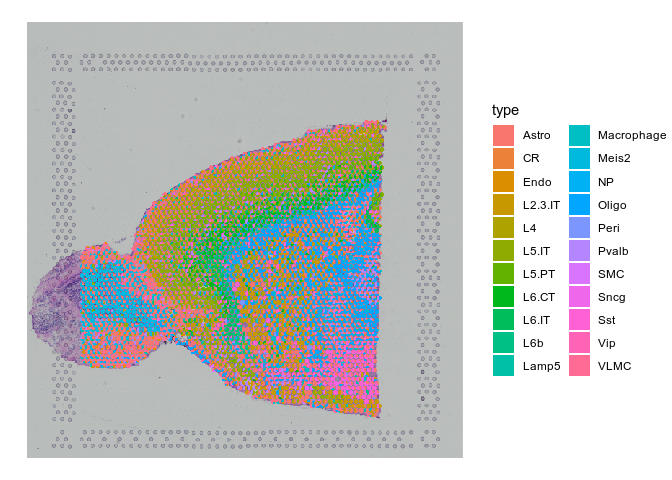 type
Astro
CR
Endo
L2.3.IT
L4
L5.IT
L5.PT
L6.CT
L6.IT
L6b
Lamp5
Macrophage
Meis2
NP
Oligo
Peri
Pvalb
SMC
Sncg
Sst
Vip
VLMC